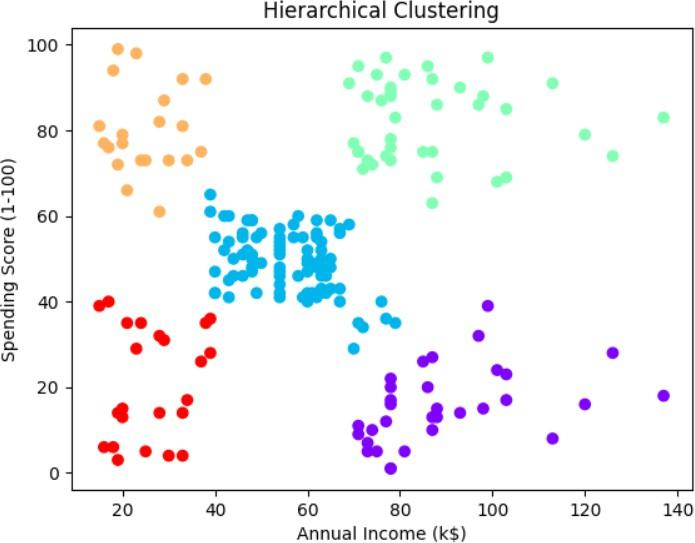 Hierarchical Clustering
100
80
60
40
20
0
Spending Score (1-100)
20 40 60 80 100 120 140
Annual Income (k$)